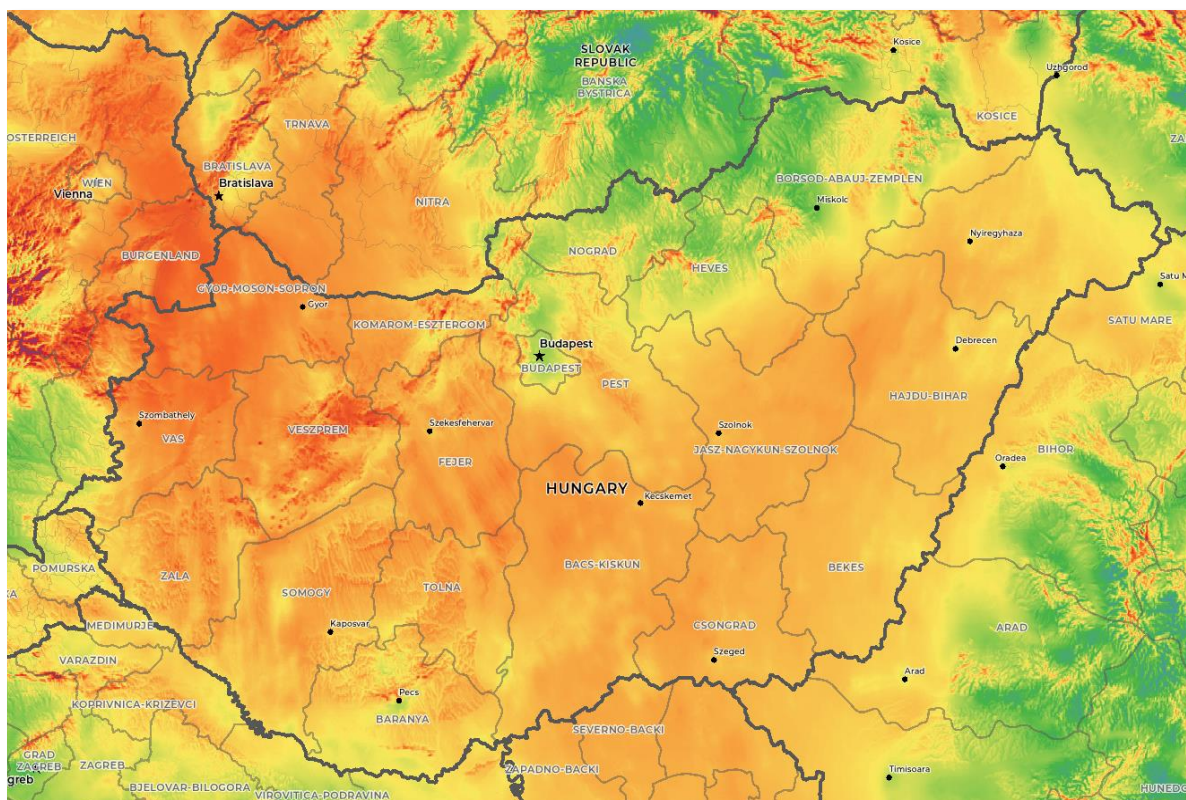 SLOVAK
REPUBLIC
BANSKA
BYSTRICA
Kosice
Uzhgorod
KOSICE
ZA
OSTERREICH
TRNAVA
BRATISLAVA
Bratislava
WIEN
Vienna
NITRA
BORSOD-ABAUJ-ZEMPLEN
Miskolc
Nyiregyhaza
NOGRAD
HEVES
BURGENLAND
GYOR-MOSON-SOPRON
Gyor
Satu M
SATU MARE
KOMAROM-ESZTERGOM
Budapest
BUDAPEST
PEST
Debrecen
HAJDU-BIHAR
Szombathely
VAS
VESZPREM
Szekesfehervar
FEJER
Szolnok
JASZ-NAGYKUN-SZOLNOK
BIHOR
Oradea
HUNGARY
Kecskemet
POMURSKA
KA
ZALA
SOMOGY
TOLNA
BACS-KISKUN
BEKES
MEDIMURJE
Kaposvar
CSONGRAD
ARAD
VARAZDIN
Szeged
Arad
KOPRIVNICA-KRIZEVCI
Pecs
BARANYA
SEVERNO-BACKI
GRAD
ZAGREB
ZAGREB
greb
ZAPADNO-BACKI
Timisoara
BJELOVAR-BILOGORA
VIROVITICA-PODRAVINA
HUNEDO